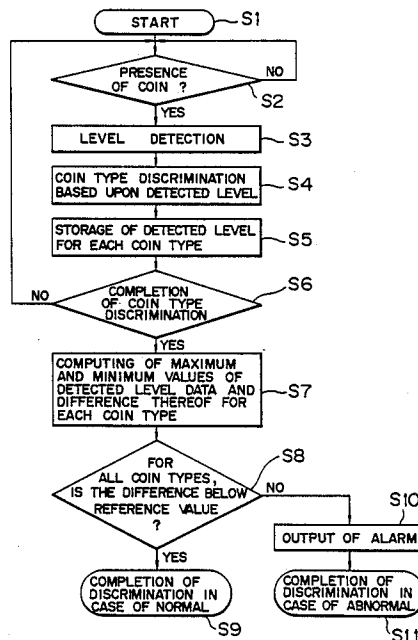 START
S1
PRESENCE
OF COIN ?
NO
S2
YES
LEVEL DETECTION
S3
COIN TYPE DISCRIMINATION
BASED UPON DETECTED LEVEL
S4
STORAGE OF DETECTED LEVEL
FOR EACH COIN TYPE
S5
S6
NO
COMPLETION
OF COIN TYPE
DISCRIMINATION
YES
COMPUTING OF MAXIMUM
AND MINIMUM VALUES OF
DETECTED LEVEL DATA AND
DIFFERENCE THEREOF FOR
EACH COIN TYPE
S7
S8
FOR
ALL COIN TYPES,
IS THE DIFFERENCE BELOW
REFERENCE VALUE
?
NO
S10
YES
OUTPUT OF ALARM
COMPLETION OF
DISCRIMINATION IN
CASE OF NORMAL
S9
COMPLETION OF
DISCRIMINATION IN
CASE OF ABNORMAL
S11